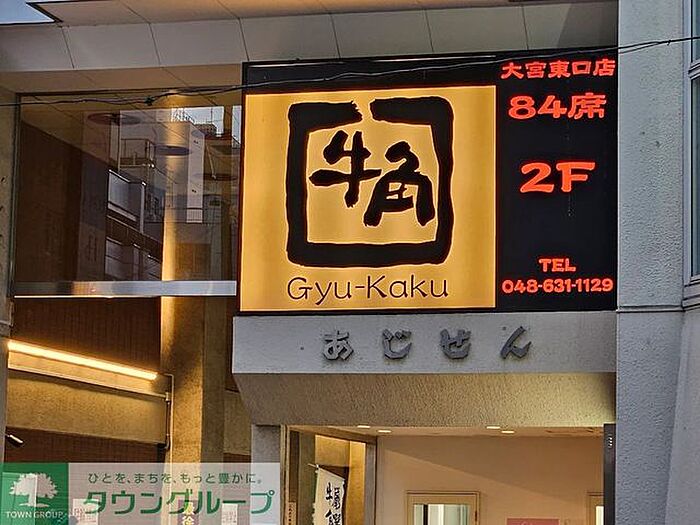 大宮東口店
84席
2F
TEL
048-631-1129
牛角
Gyu-Kaku
あじせん
ひとを、まちを、もっと豊かに。
タウングループ
TOWN GROUP
牛角